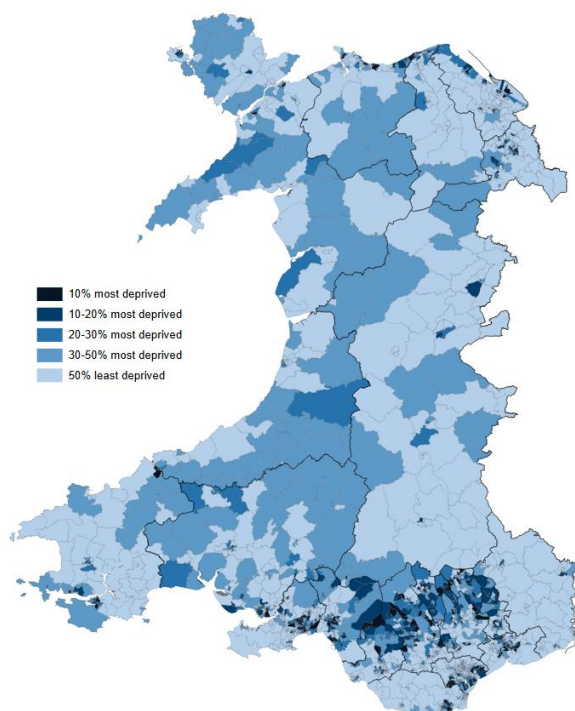 10% most deprived
10-20% most deprived
20-30% most deprived
30-50% most deprived
50% least deprived